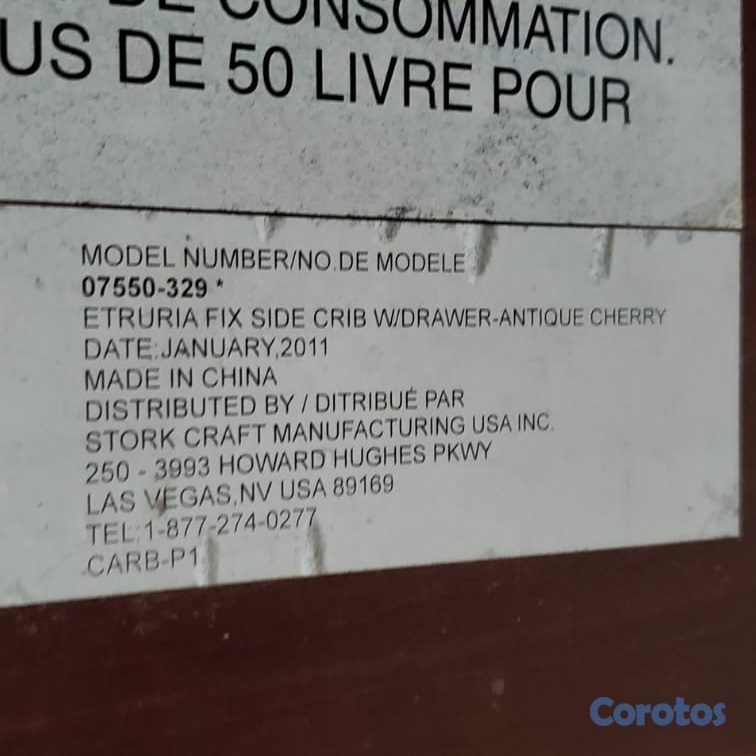 DE CONSOMMATION.
US DE 50 LIVRE POUR
MODEL NUMBER/NO.DE MODELE
07550-329 *
ETRURIA FIX SIDE CRIB W/DRAWER-ANTIQUE CHERRY
DATE:JANUARY,2011
MADE IN CHINA
DISTRIBUTED BY / DITRIBUÉ PAR
STORK CRAFT MANUFACTURING USA INC.
250 - 3993 HOWARD HUGHES PKWY
LAS VEGAS,NV USA 89169
TEL:1-877-274-0277
CARB-P1
Corotos